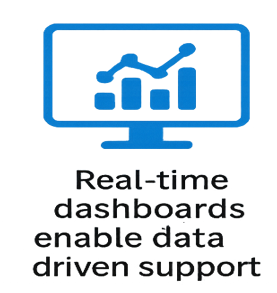 Real-time
dashboards
enable data
driven support